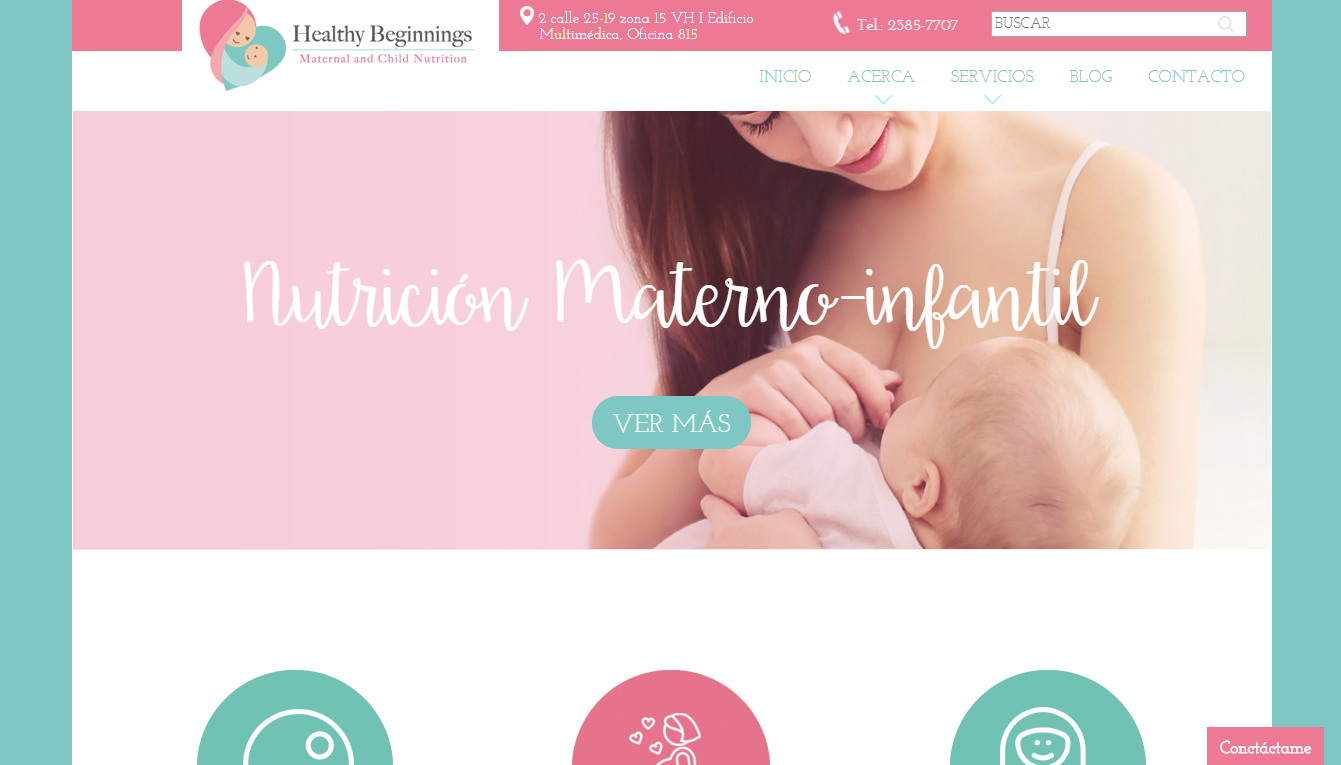 Healthy Beginnings
Maternal and Child Nutrition
2 calle 25-19 zona 15 VH I Edificio
Multimédica, Oficina 815
Tel.: 2385-7707
BUSCAR
INICIO
ACERCA
SERVICIOS
BLOG
CONTACTO
Nutrición Materno-infantil
VER MÁS
Conctáctame